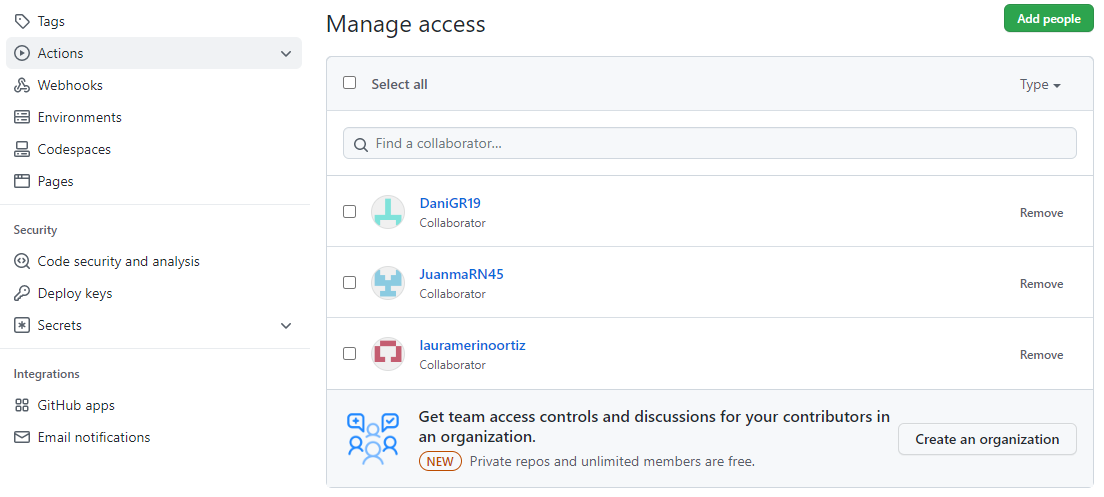 Tags
Actions
Webhooks
Environments
Codespaces
Pages
Security
Code security and analysis
Deploy keys
Secrets
Integrations
GitHub apps
Email notifications
Manage access
Add people
Select all
Type
Find a collaborator...
DaniGR19
Collaborator
Remove
JuanmaRN45
Collaborator
Remove
lauramerinoortiz
Collaborator
Remove
Get team access controls and discussions for your contributors in
an organization.
NEW Private repos and unlimited members are free.
Create an organization